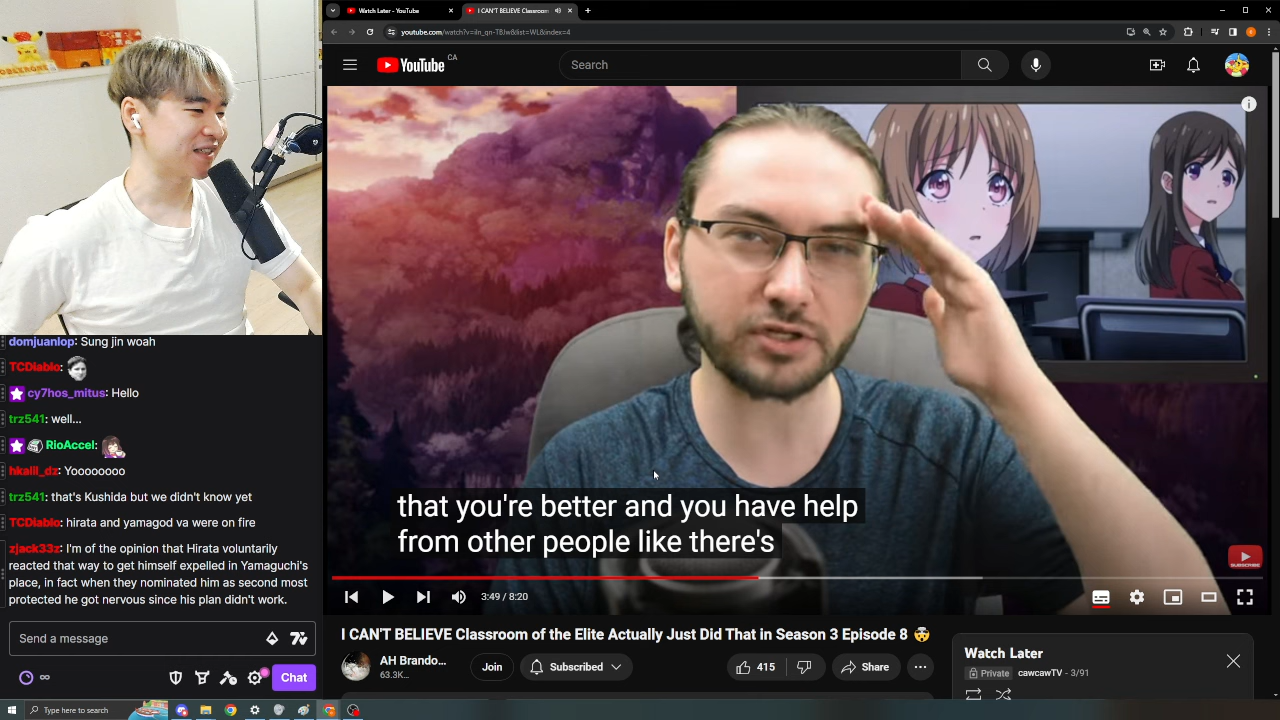 Watch Later - YouTube
I CAN'T BELIEVE Classroom
youtube.com/watch?v=iln_qn-TBJw&list=WL&index=4
YouTube CA
Search
domjuanlop: Sung jin woah
TCDiablo:
cy7hos_mitus: Hello
trz541: well...
RioAccel:
hkalil_dz: Yoooooooo
trz541: that's Kushida but we didn't know yet
TCDiablo: hirata and yamagod va were on fire
zjack33z: I'm of the opinion that Hirata voluntarily
reacted that way to get himself expelled in Yamaguchi's
place, in fact when they nominated him as second most
protected he got nervous since his plan didn't work.
Send a message
Chat
that you're better and you have help
from other people like there's
SUBSCRIBE
3:49 / 8:20
I CAN'T BELIEVE Classroom of the Elite Actually Just Did That in Season 3 Episode 8
AH Brando...
63.3K...
Join
Subscribed
415
Share
Watch Later
Private cawcawTV - 3/91
Type here to search